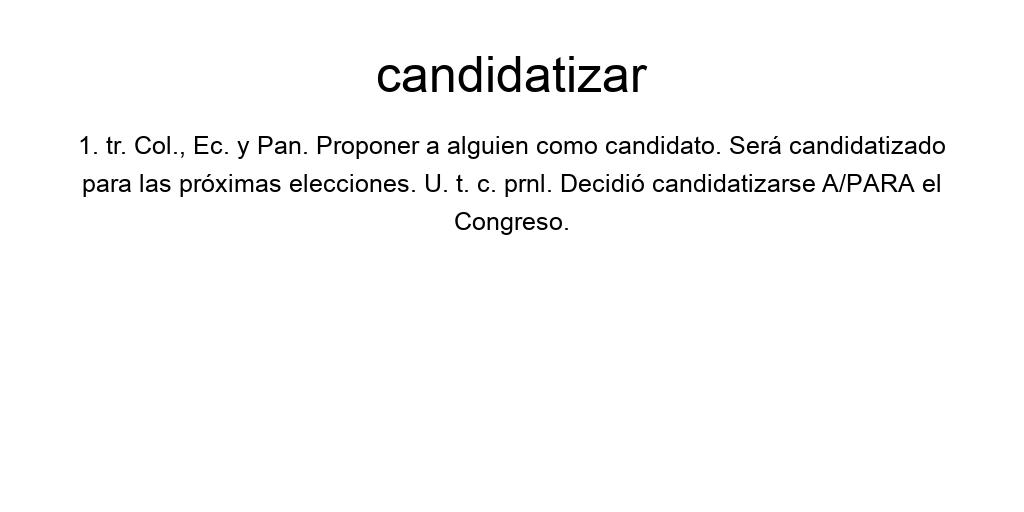 candidatizar
1. tr. Col., Ec. y Pan. Proponer a alguien como candidato. Será candidatizado
para las próximas elecciones. U. t. c. prnl. Decidió candidatizarse A/PARA el
Congreso.